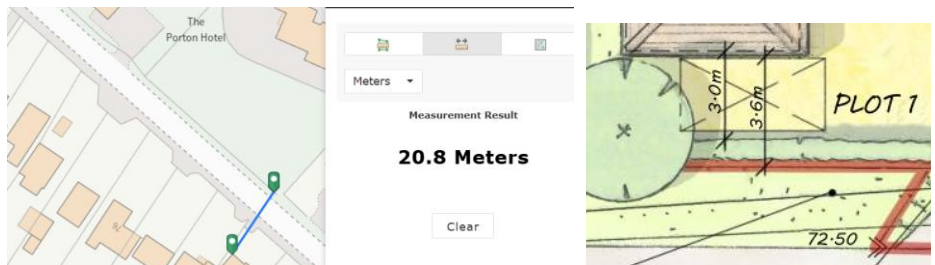 The
Porton Hotel
Meters
Measurement Result
20.8 Meters
Clear
3·0m
3·6m
PLOT 1
72·50